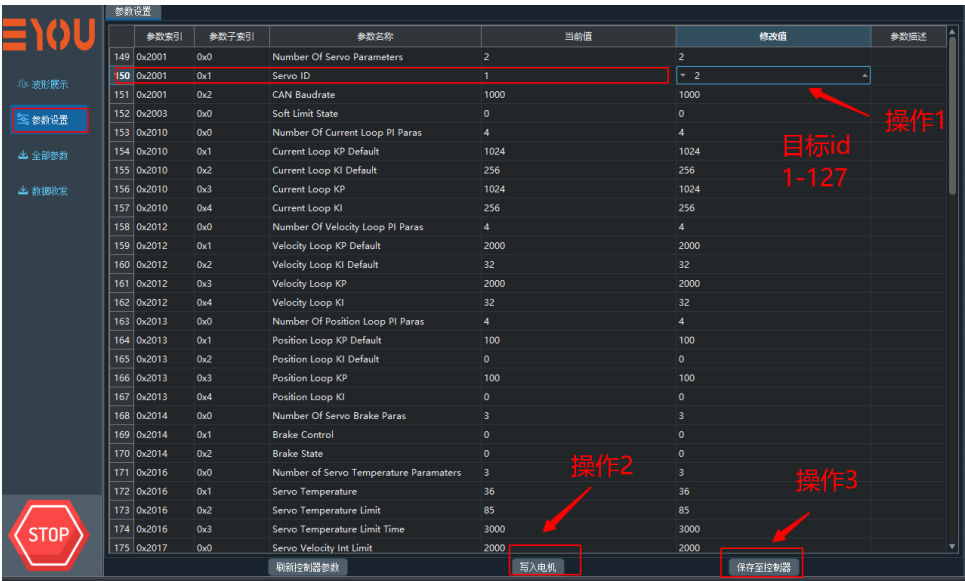 参数设置
EYOU
参数索引 参数子索引 参数名称 当前值 修改值 参数描述
149 0x2001 0x0 Number Of Servo Parameters 2 2
150 0x2001 0x1 Servo ID 1 2
151 0x2001 0x2 CAN Baudrate 1000 1000
152 0x2003 0x0 Soft Limit State 0 0
153 0x2010 0x0 Number Of Current Loop PI Paras 4 4
154 0x2010 0x1 Current Loop KP Default 1024 1024
155 0x2010 0x2 Current Loop KI Default 256 256
156 0x2010 0x3 Current Loop KP 1024 1024
157 0x2010 0x4 Current Loop KI 256 256
158 0x2012 0x0 Number Of Velocity Loop PI Paras 4 4
159 0x2012 0x1 Velocity Loop KP Default 2000 2000
160 0x2012 0x2 Velocity Loop KI Default 32 32
161 0x2012 0x3 Velocity Loop KP 2000 2000
162 0x2012 0x4 Velocity Loop KI 32 32
163 0x2013 0x0 Number Of Position Loop PI Paras 4 4
164 0x2013 0x1 Position Loop KP Default 100 100
165 0x2013 0x2 Position Loop KI Default 0 0
166 0x2013 0x3 Position Loop KP 100 100
167 0x2013 0x4 Position Loop KI 0 0
168 0x2014 0x0 Number Of Servo Brake Paras 3 3
169 0x2014 0x1 Brake Control 0 0
170 0x2014 0x2 Brake State 0 0
171 0x2016 0x0 Number of Servo Temperature Paramaters 3 3
172 0x2016 0x1 Servo Temperature 36 36
173 0x2016 0x2 Servo Temperature Limit 85 85
174 0x2016 0x3 Servo Temperature Limit Time 3000 3000
175 0x2017 0x0 Servo Velocity Int Limit 2000 2000
波形展示
参数设置
全部参数
数据收发
STOP
操作1
目标id
1-127
操作2
操作3
刷新控制器参数 写入电机 保存至控制器